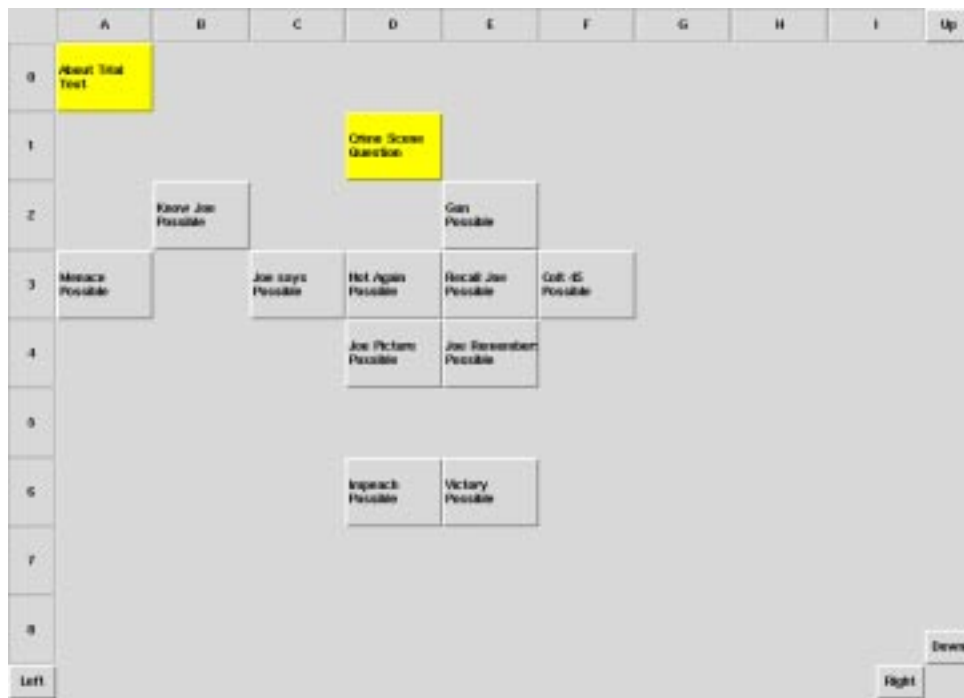 A B C D E F G H I Up
0
About Trial
Text
1
Crime Scene
Question
2
Know Joe
Possible
Gun
Possible
3
Menace
Possible
Joe says
Possible
Not Again
Possible
Recall Joe
Possible
Colt 45
Possible
4
Joe Picture
Possible
Joe Remember
Possible
5
6
Impeach
Possible
Victory
Possible
7
8
Down
Left
Right